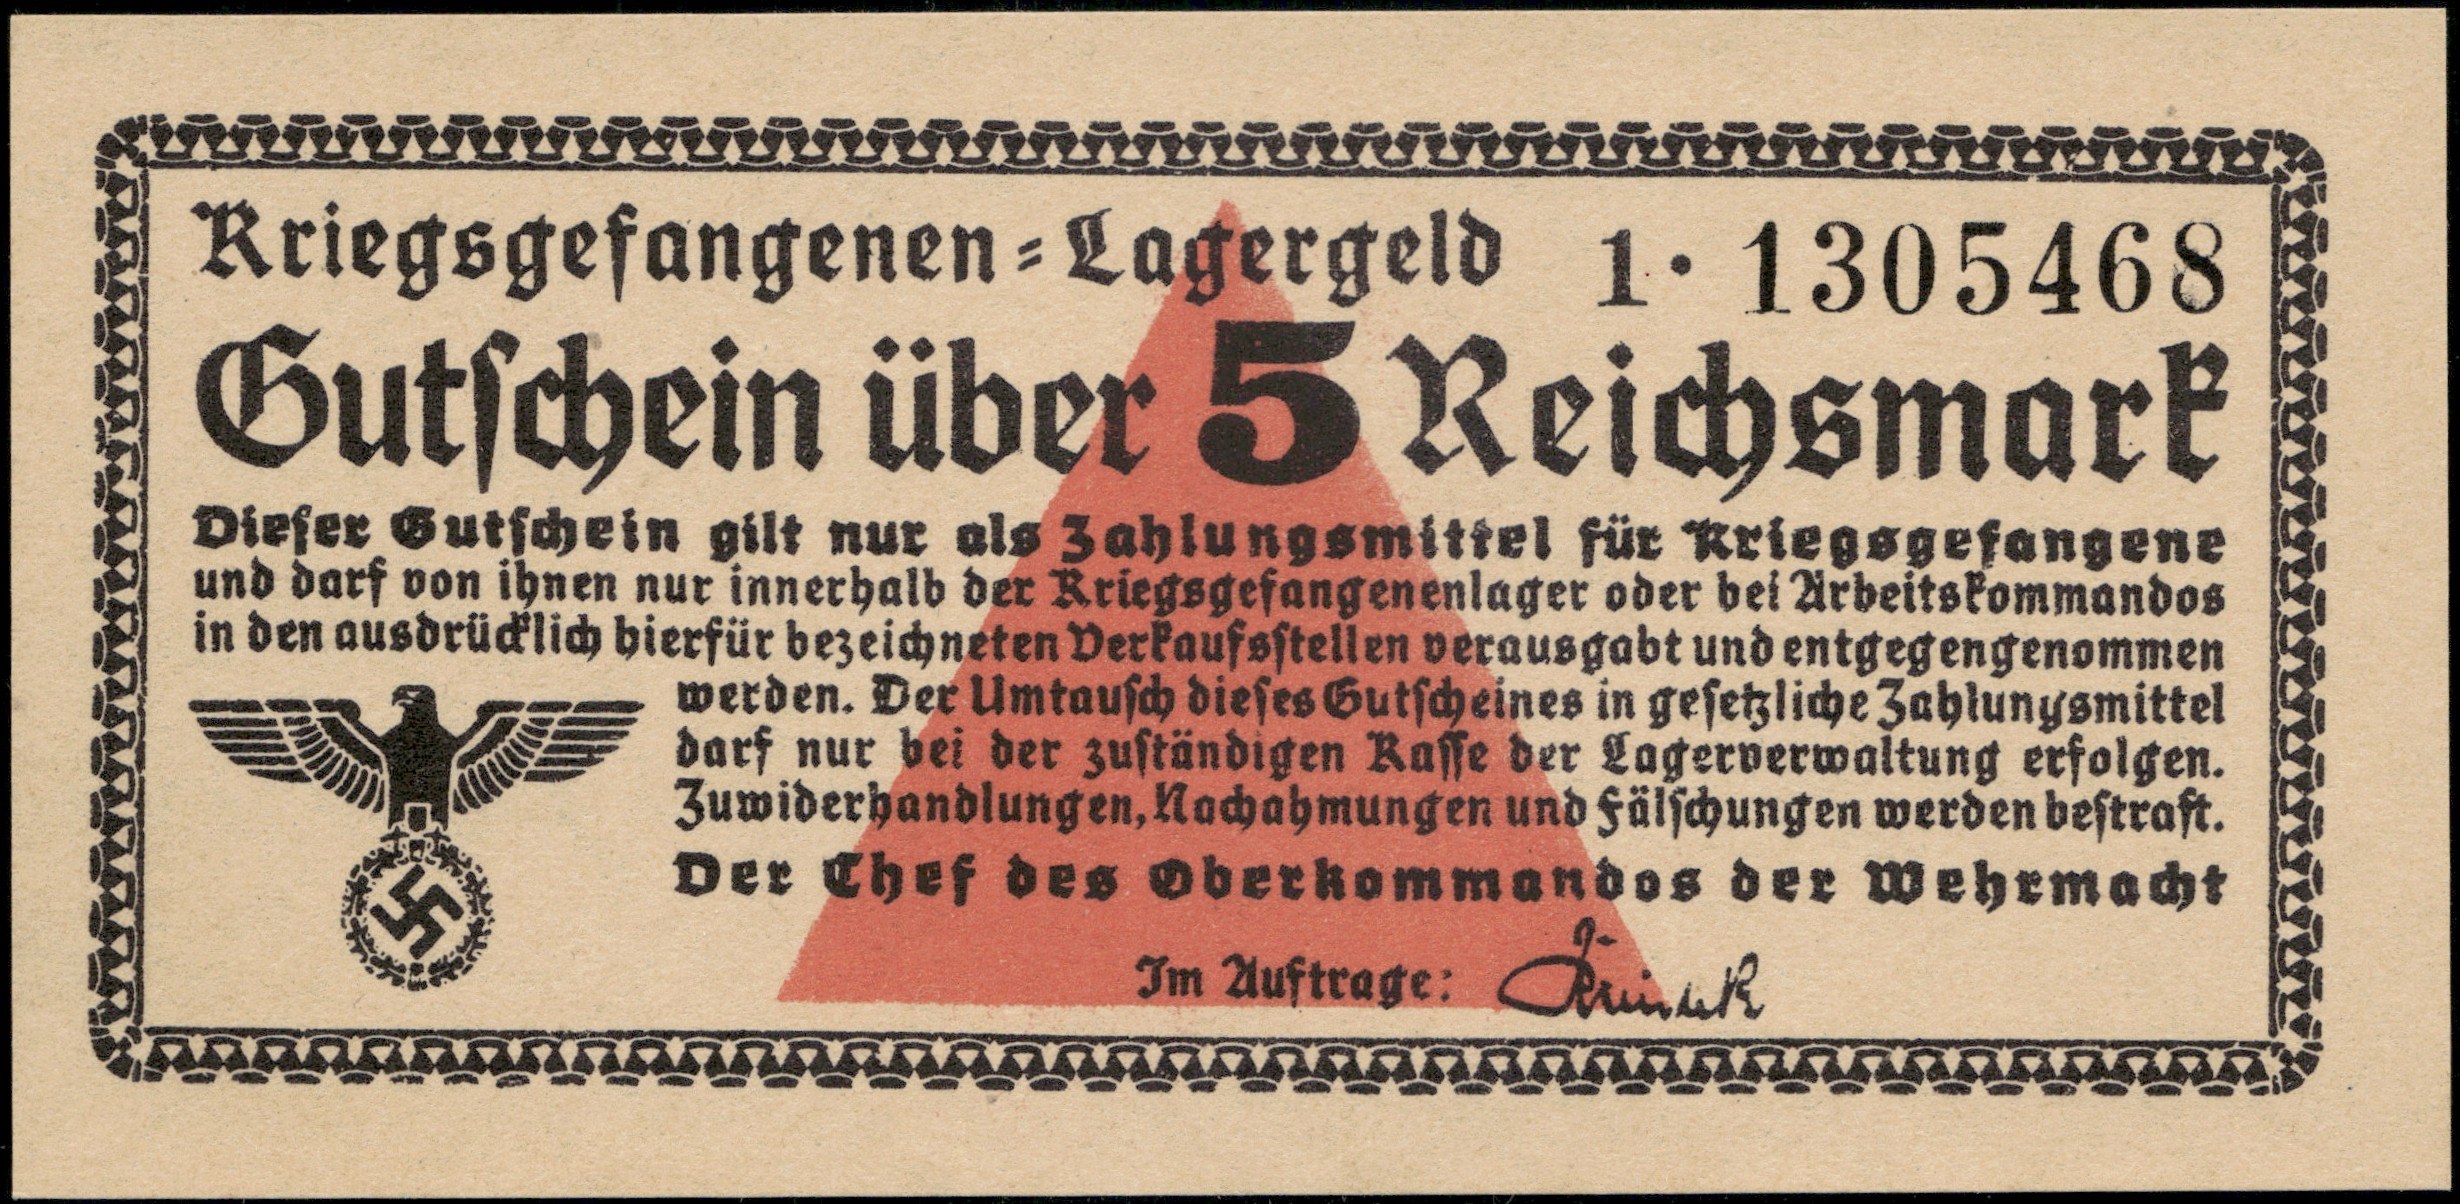 Kriegsgefangenen=Lagergeld 1· 1305468
Gutschein über 5 Reichsmark
Dieser Gutschein gilt nur als Zahlungsmittel für Kriegsgefangene
und darf von ihnen nur innerhalb der Kriegsgefangenenlager oder bei Arbeitskommandos
in den ausdrücklich hierfür bezeichneten Verkaufsstellen verausgabt und entgegengenommen
werden. Der Umtausch dieses Gutscheines in gesetzliche Zahlungsmittel
darf nur bei der zuständigen Kasse der Lagerverwaltung erfolgen.
Zuwiderhandlungen, Nachahmungen und Fälschungen werden bestraft.
Der Chef des Oberkommandos der Wehrmacht
Im Auftrage: